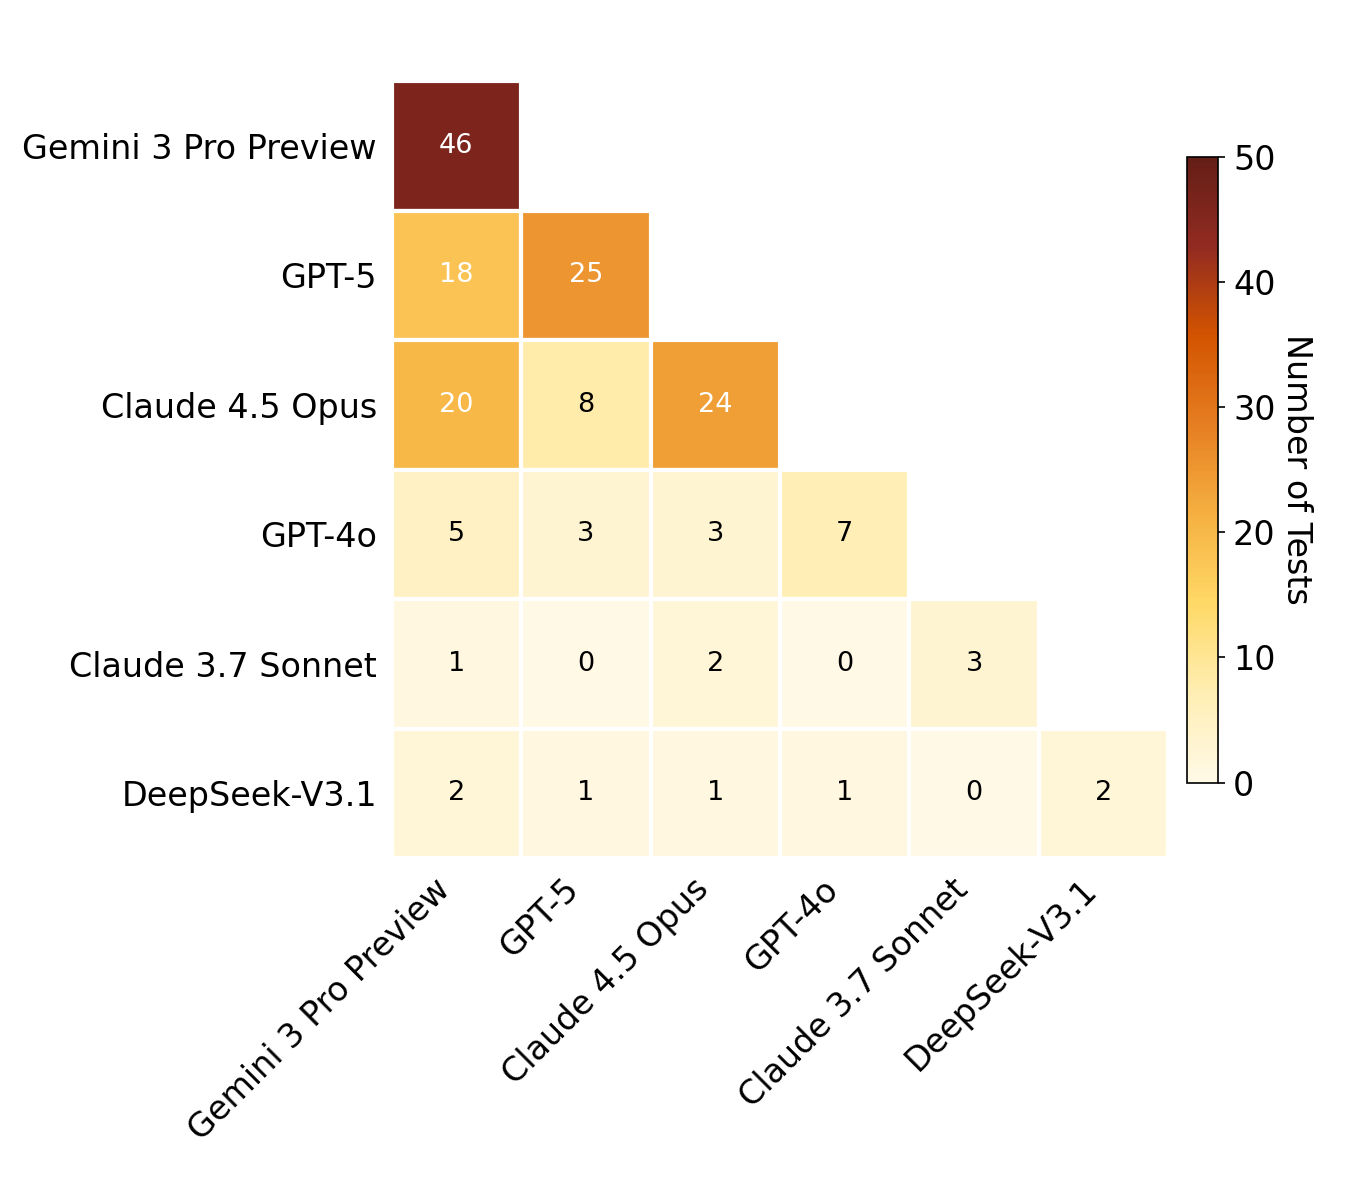 Gemini 3 Pro Preview 46
GPT-5 18 25
Claude 4.5 Opus 20 8 24
GPT-4o 5 3 3 7
Claude 3.7 Sonnet 1 0 2 0 3
DeepSeek-V3.1 2 1 1 1 0 2
Gemini 3 Pro Preview
GPT-5
Claude 4.5 Opus
GPT-4o
Claude 3.7 Sonnet
DeepSeek-V3.1
50
40
30
20
10
0
Number of Tests